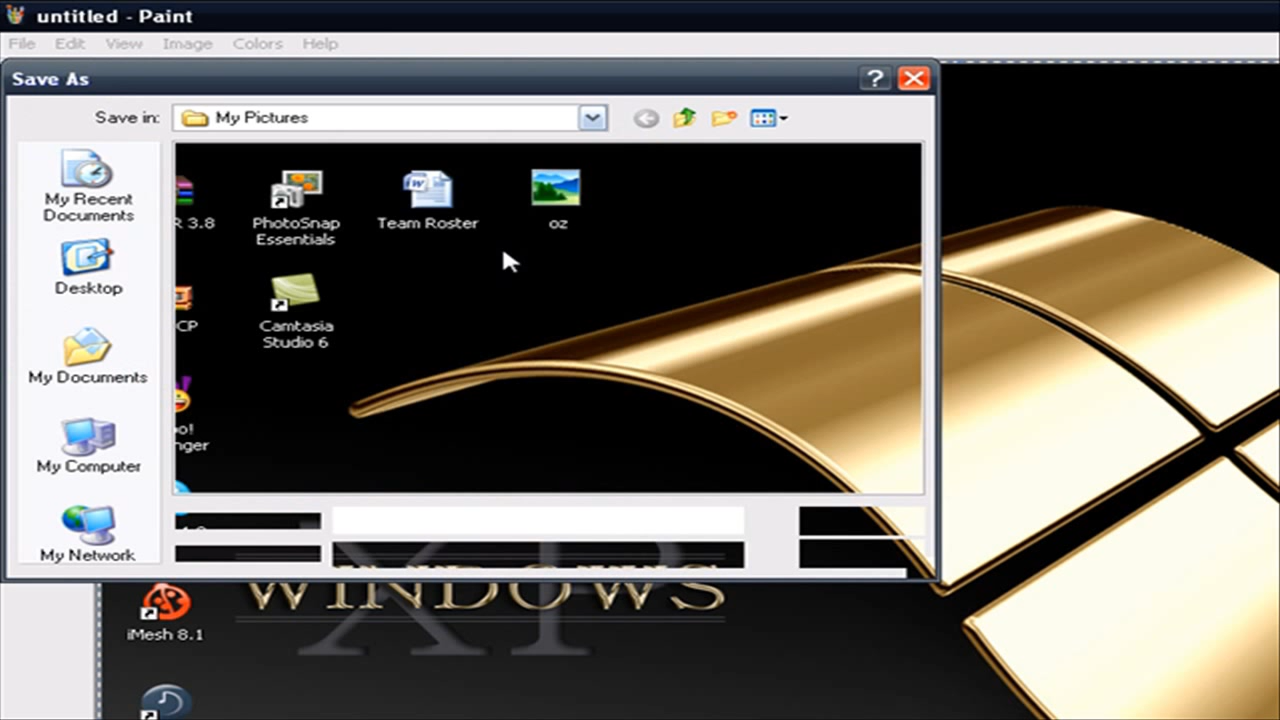 untitled - Paint
File Edit View Image Colors Help
Save As
Save in: My Pictures
My Recent
Documents
Desktop
My Documents
My Computer
My Network
R 3.8
PhotoSnap
Essentials
Team Roster
oz
CP
Camtasia
Studio 6
oo!
nger
XP
WINDOWS
iMesh 8.1